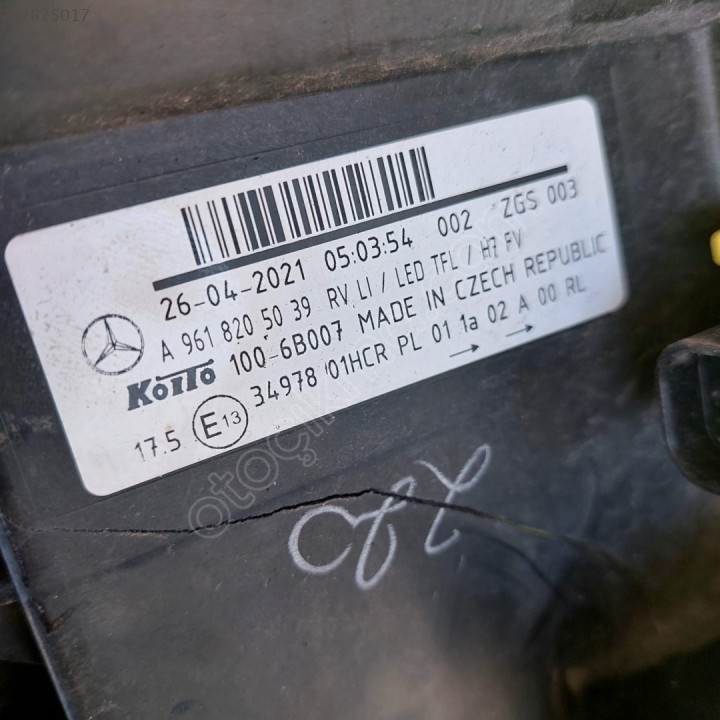 26-04-2021 05:03:54 002 ZGS 003
A 961 820 50 39 RV LI / LED TFL / H7 FV
KOITO 100-6B007 MADE IN CZECH REPUBLIC
34978 01HCR PL 01 1a 02 A 00 RL
17.5 E13
otoçıkma